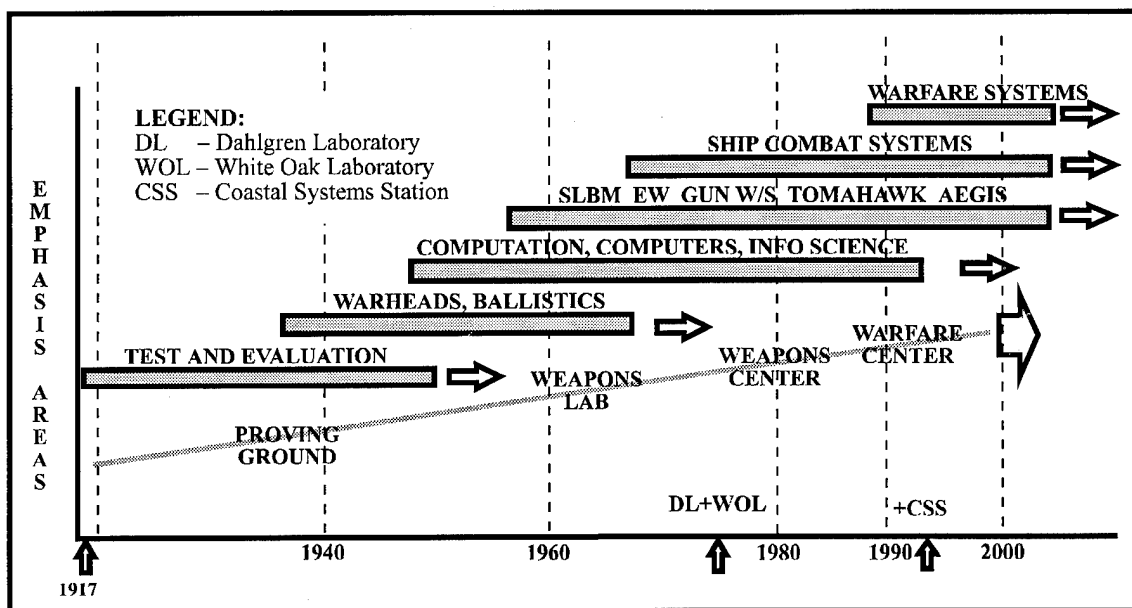 WARFARE SYSTEMS
LEGEND:
DL – Dahlgren Laboratory
WOL – White Oak Laboratory
CSS – Coastal Systems Station
SHIP COMBAT SYSTEMS
SLBM EW GUN W/S TOMAHAWK AEGIS
COMPUTATION, COMPUTERS, INFO SCIENCE
WARHEADS, BALLISTICS
TEST AND EVALUATION
EMPHASIS AREAS
PROVING
GROUND
WEAPONS
LAB
WEAPONS
CENTER
WARFARE
CENTER
DL+WOL
+CSS
1917
1940
1960
1980
1990
2000